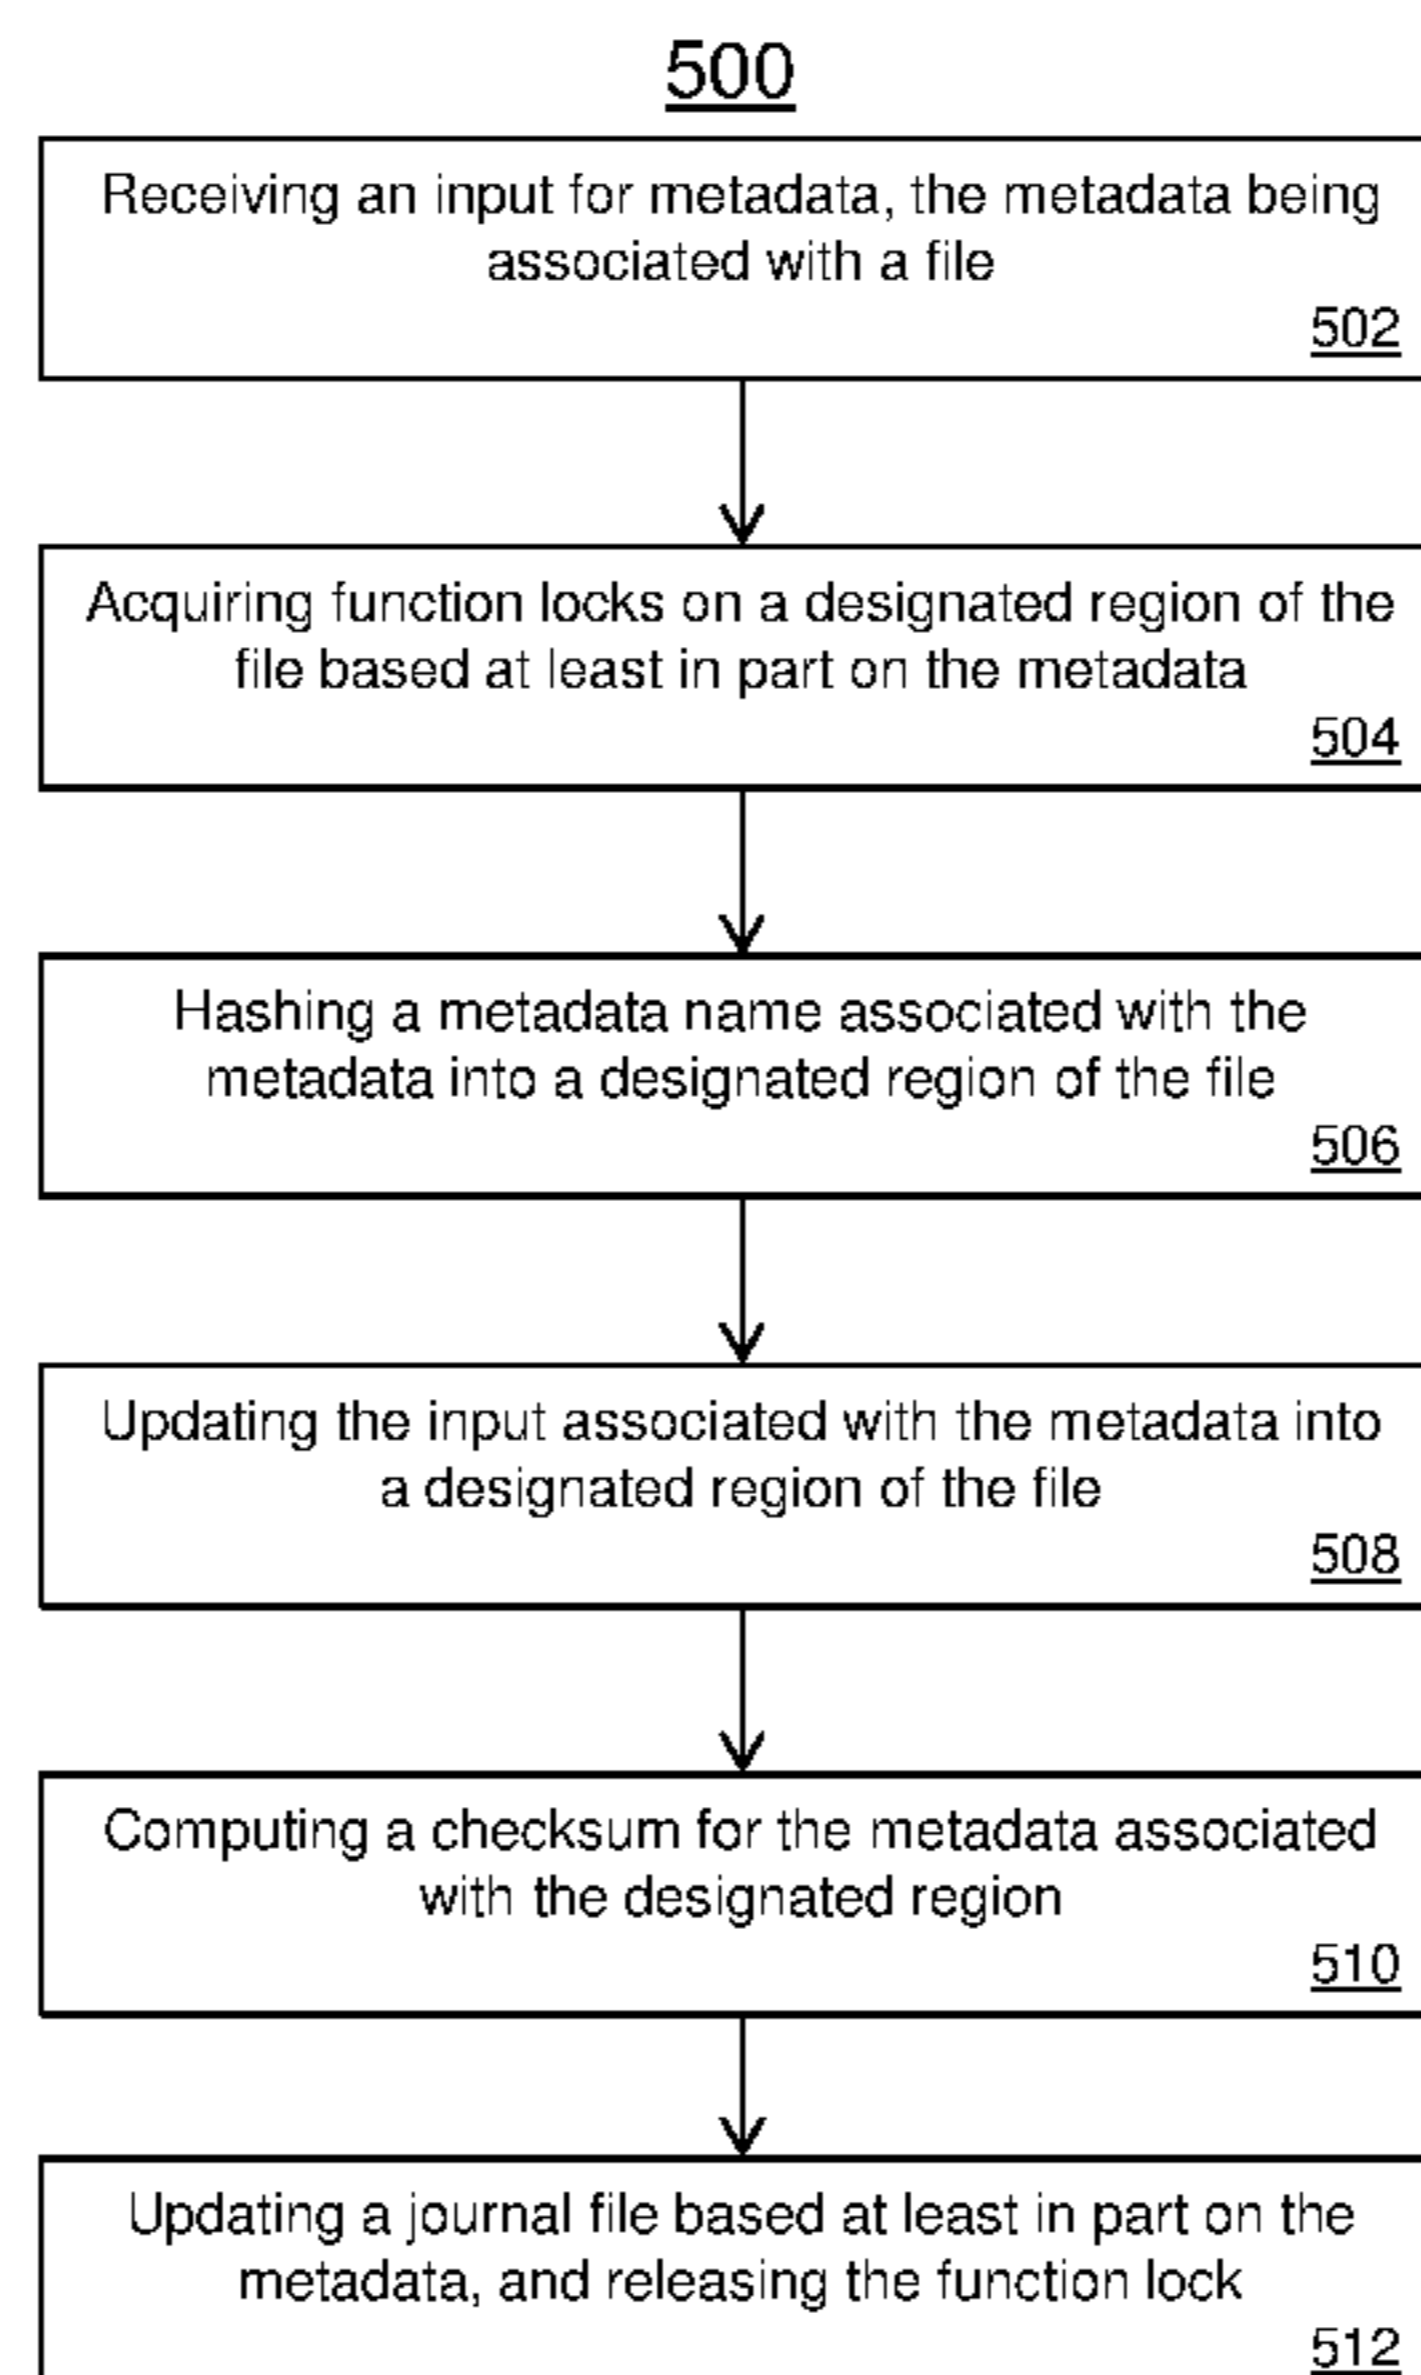 500
Receiving an input for metadata, the metadata being
associated with a file
502
Acquiring function locks on a designated region of the
file based at least in part on the metadata
504
Hashing a metadata name associated with the
metadata into a designated region of the file
506
Updating the input associated with the metadata into
a designated region of the file
508
Computing a checksum for the metadata associated
with the designated region
510
Updating a journal file based at least in part on the
metadata, and releasing the function lock
512